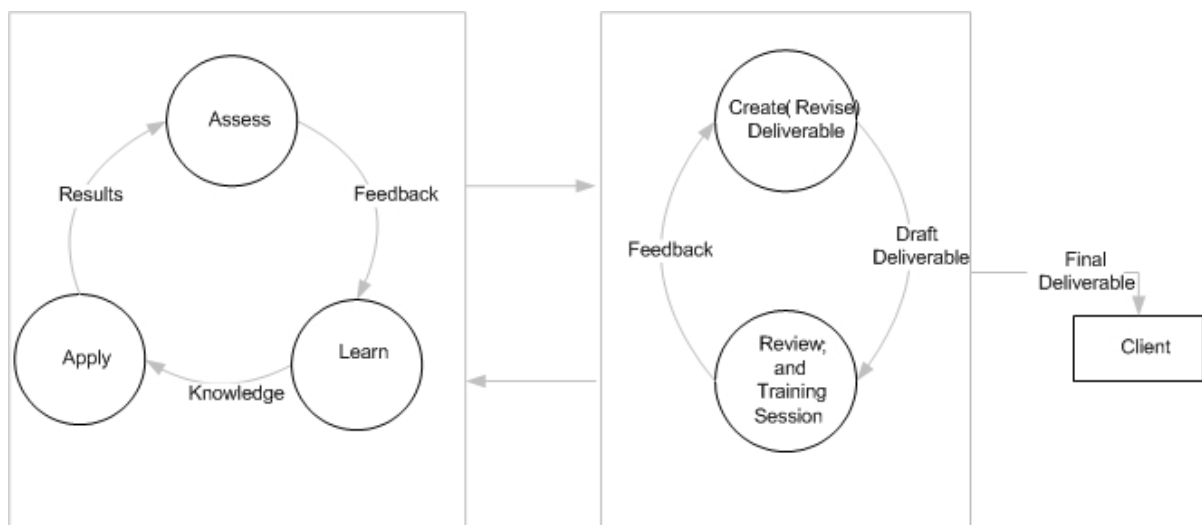 Assess
Results
Feedback
Apply
Learn
Knowledge
Create( Revise)
Deliverable
Feedback
Draft
Deliverable
Review;
and
Training
Session
Final
Deliverable
Client